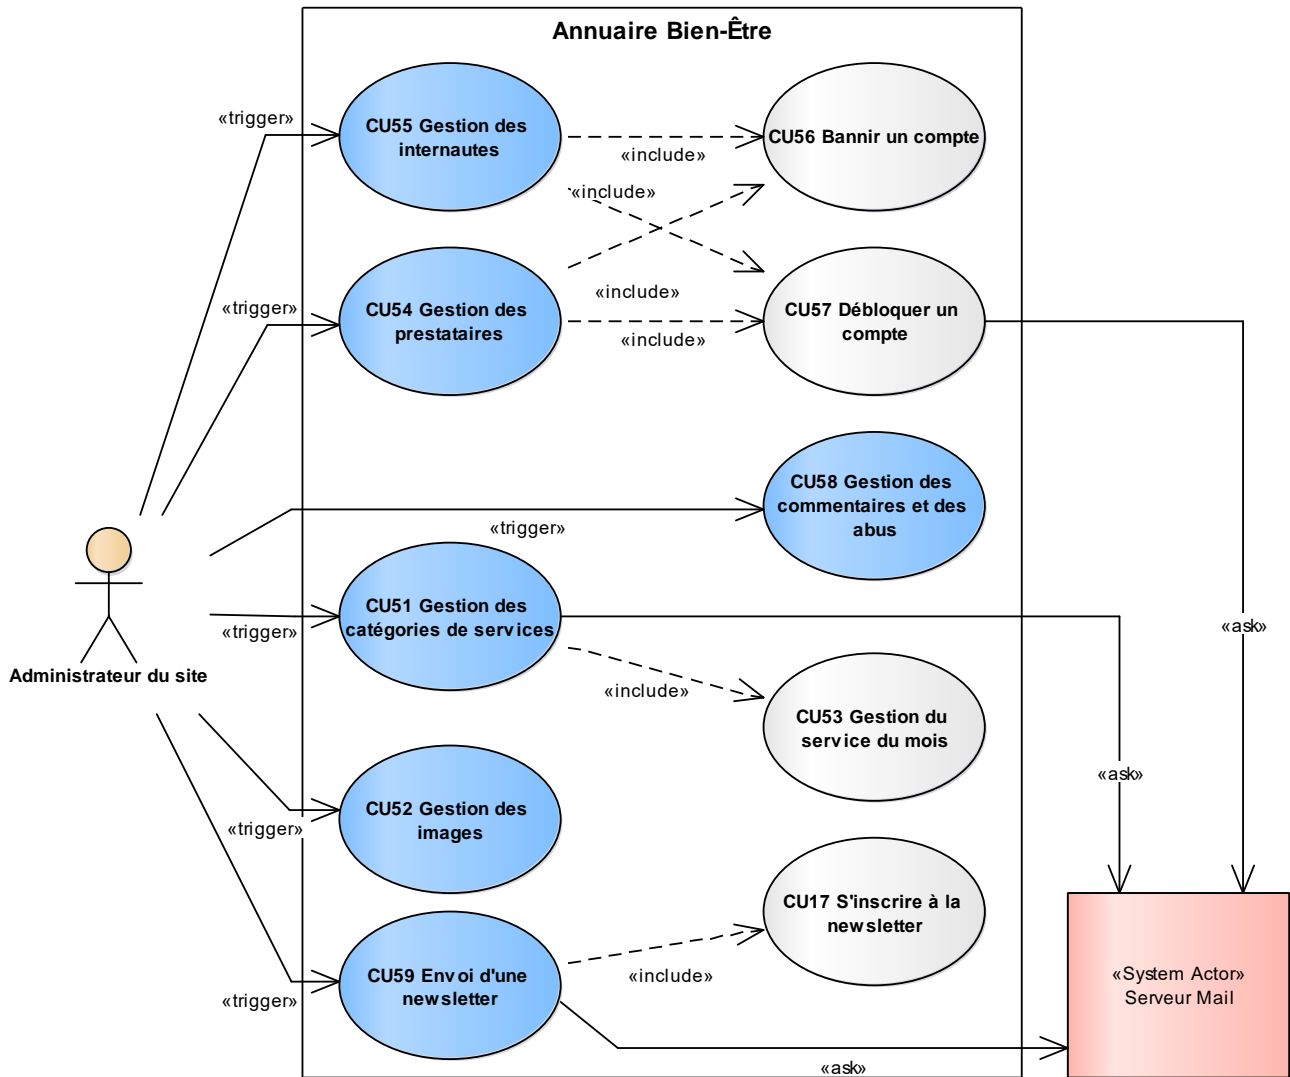 Annuaire Bien-Être
«trigger»
CU55 Gestion des
internautes
«include»
CU56 Bannir un compte
«include»
«trigger»
CU54 Gestion des
prestataires
«include»
«include»
CU57 Débloquer un
compte
CU58 Gestion des
commentaires et des
abus
«trigger»
Administrateur du site
«trigger»
CU51 Gestion des
catégories de services
«ask»
«include»
CU53 Gestion du
service du mois
«ask»
«trigger»
CU52 Gestion des
images
CU17 S'inscrire à la
newsletter
«trigger»
CU59 Envoi d'une
newsletter
«include»
«System Actor»
Serveur Mail
«ask»